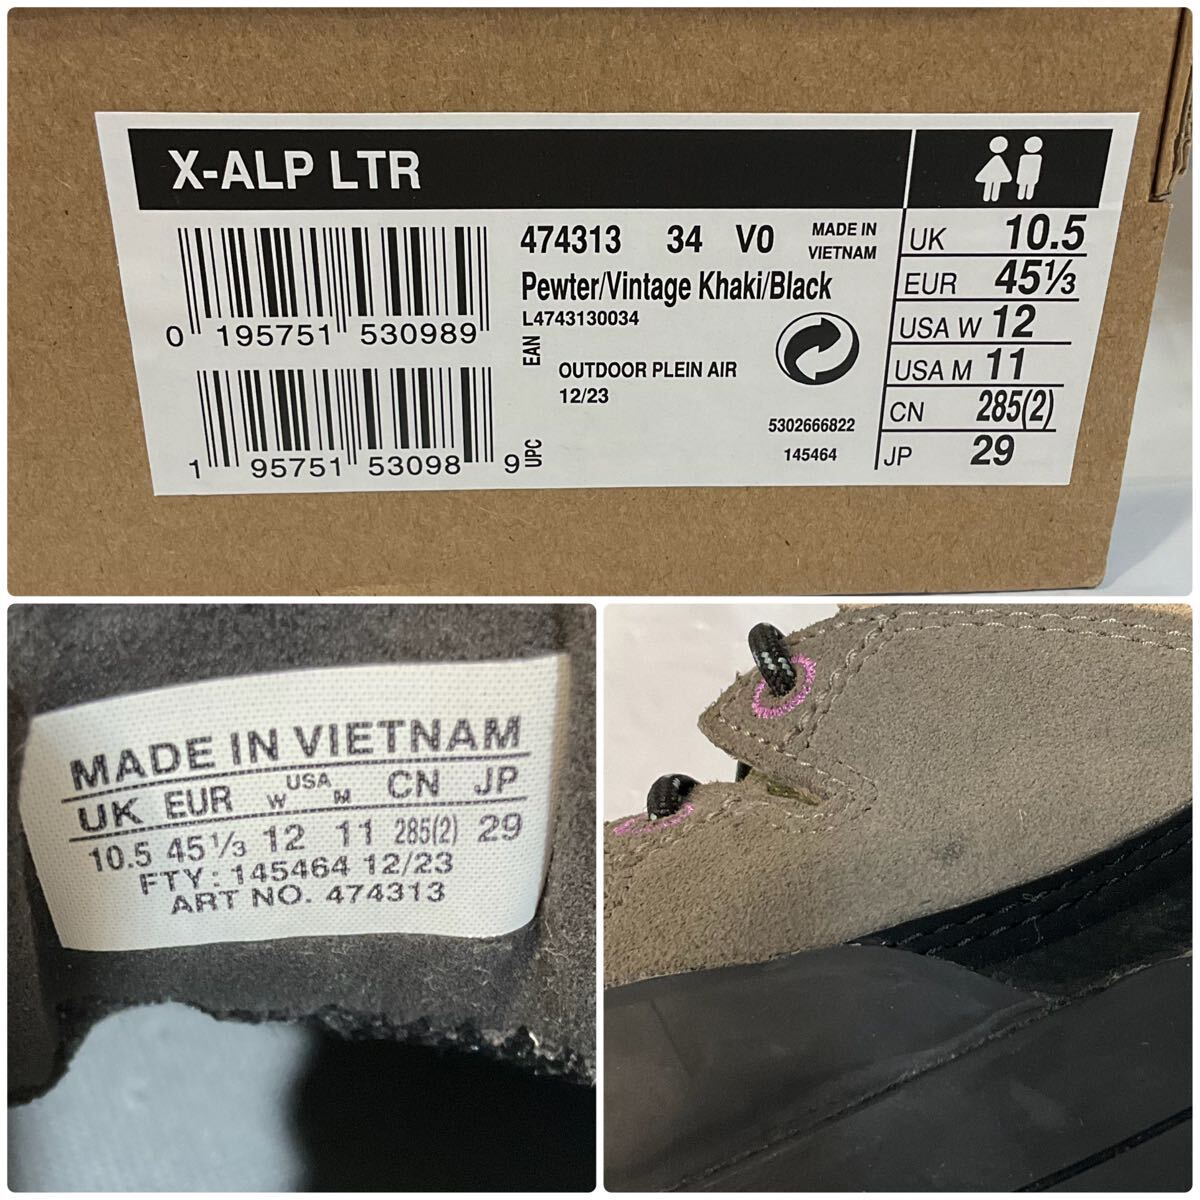 X-ALP LTR
0 195751 530989
1 95751 53098 9
EAN
UPC
474313 34 V0
Pewter/Vintage Khaki/Black
L4743130034
OUTDOOR PLEIN AIR
12/23
MADE IN
VIETNAM
5302666822
145464
UK 10.5
EUR 45⅓
USA W 12
USA M 11
CN 285(2)
JP 29
MADE IN VIETNAM
UK EUR USA W M CN JP
10.5 45⅓ 12 11 285(2) 29
FTY: 145464 12/23
ART NO. 474313